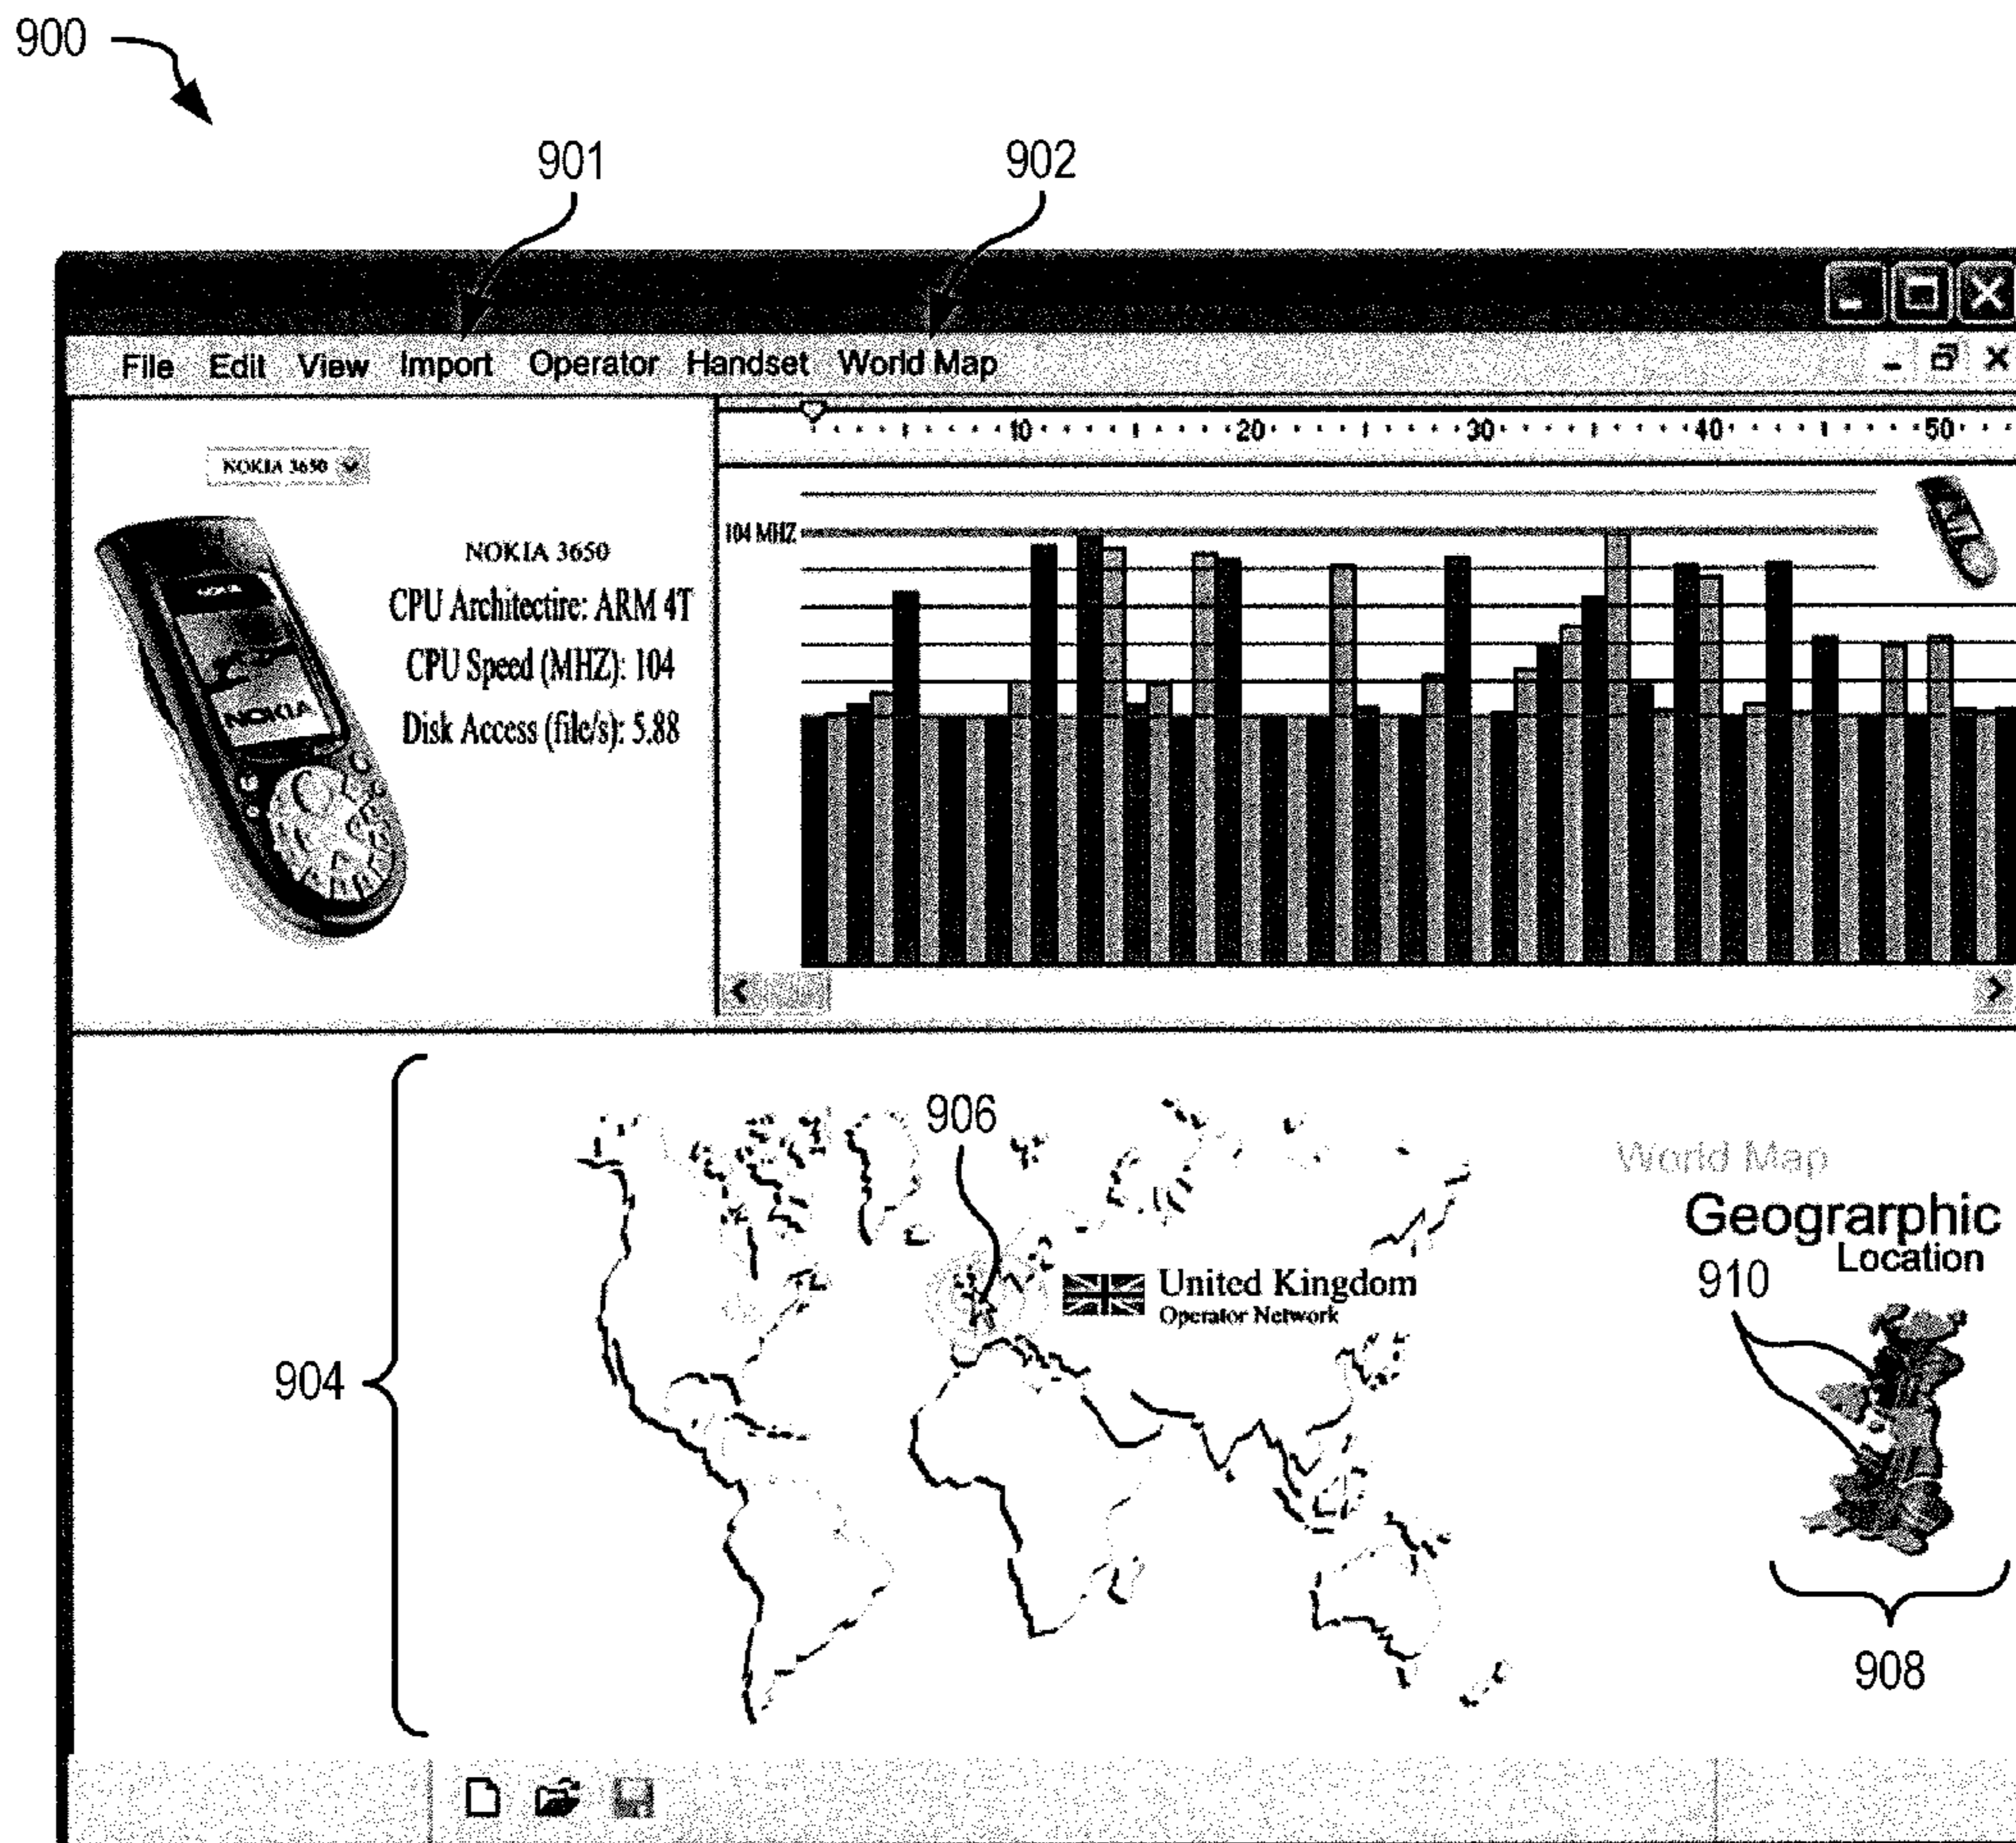 900
901
902
File Edit View Import Operator Handset World Map
NOKIA 3650
10 20 30 40 50
104 MHZ
NOKIA 3650
CPU Architectire: ARM 4T
CPU Speed (MHZ): 104
Disk Access (file/s): 5.88
NOKIA
NOKIA
904
906
United Kingdom
Operator Network
World Map
Geograrphic
Location
910
908